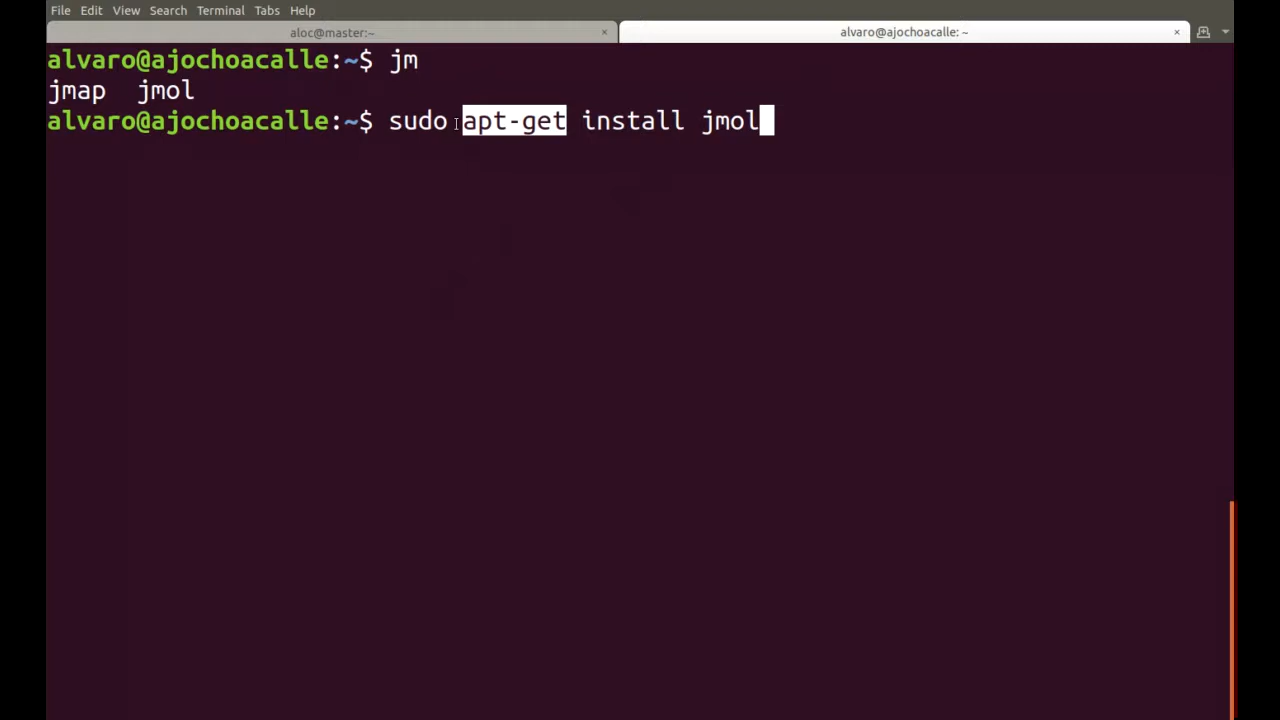 File Edit View Search Terminal Tabs Help
aloc@master:~ × alvaro@ajochoacalle: ~ ×
alvaro@ajochoacalle:~$ jm
jmap jmol
alvaro@ajochoacalle:~$ sudo apt-get install jmol